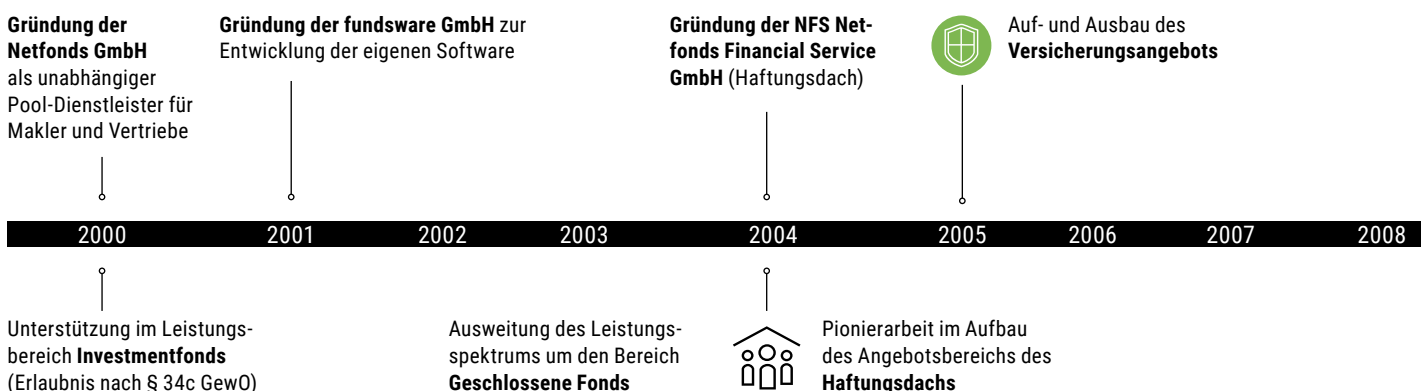 Gründung der
Netfonds GmbH
als unabhängiger
Pool-Dienstleister für
Makler und Vertriebe
Gründung der fundsware GmbH zur
Entwicklung der eigenen Software
Gründung der NFS Net-
fonds Financial Service
GmbH (Haftungsdach)
Auf- und Ausbau des
Versicherungsangebots
2000 2001 2002 2003 2004 2005 2006 2007 2008
Unterstützung im Leistungs-
bereich Investmentfonds
(Erlaubnis nach § 34c GewO)
Ausweitung des Leistungs-
spektrums um den Bereich
Geschlossene Fonds
Pionierarbeit im Aufbau
des Angebotsbereichs des
Haftungsdachs